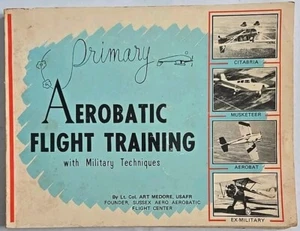 Primary
AEROBATIC
FLIGHT TRAINING
with Military Techniques
By Lt. Col. ART MEDORE, USAFR
FOUNDER, SUSSEX AERO AEROBATIC
FLIGHT CENTER
CITABRIA
MUSKETEER
AEROBAT
EX-MILITARY